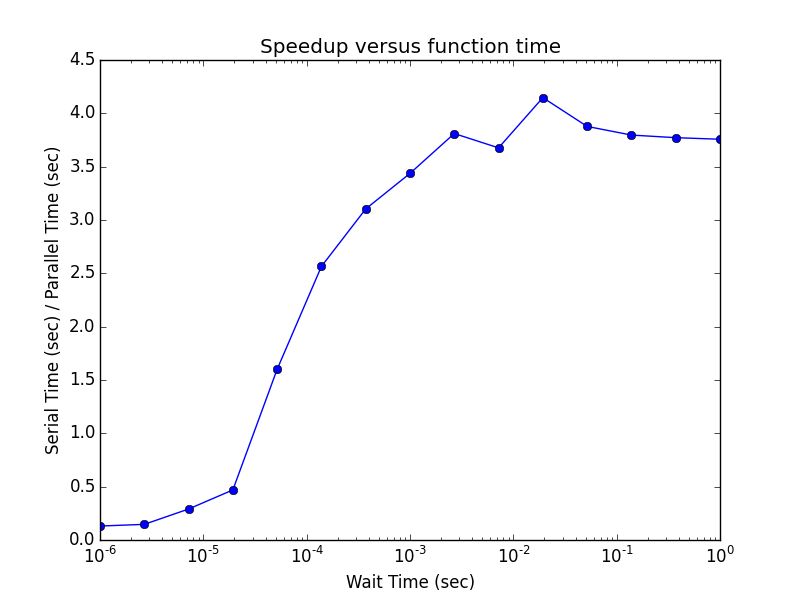 Speedup versus function time
Serial Time (sec) / Parallel Time (sec)
4.5
4.0
3.5
3.0
2.5
2.0
1.5
1.0
0.5
0.0
10⁻⁶ 10⁻⁵ 10⁻⁴ 10⁻³ 10⁻² 10⁻¹ 10⁰
Wait Time (sec)